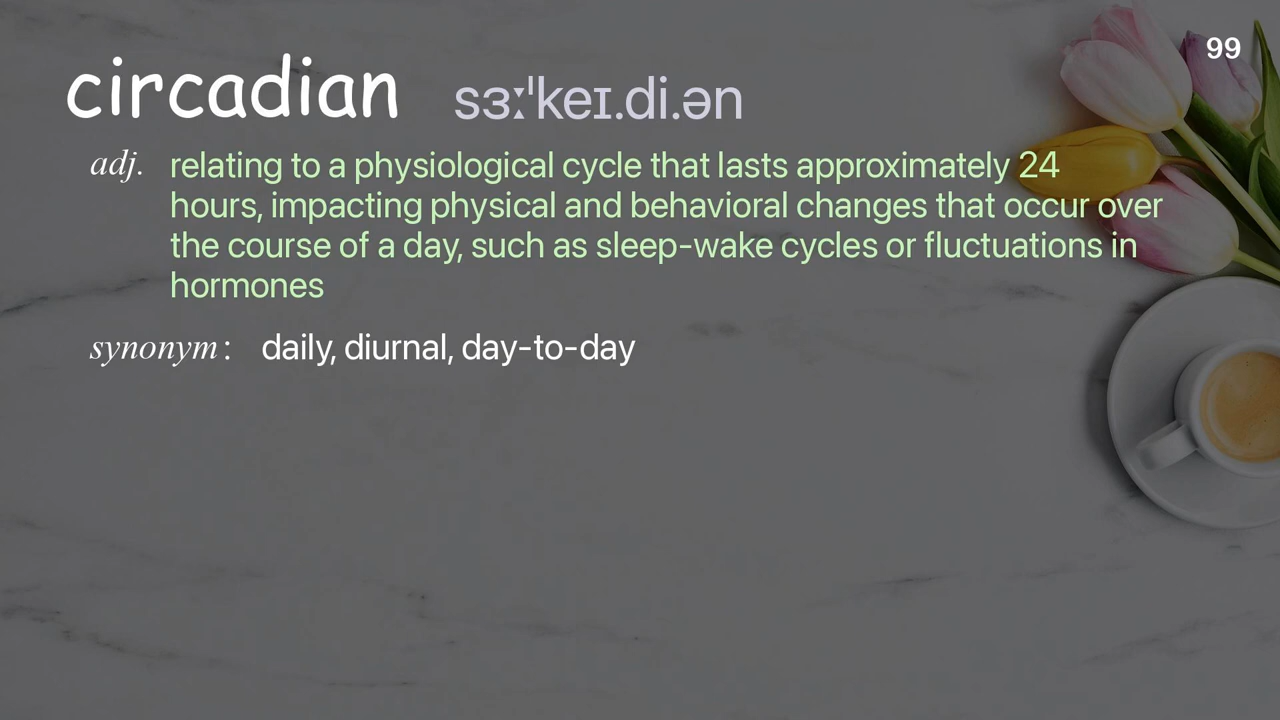 99
circadian sɜːˈkeɪ.di.ən
adj. relating to a physiological cycle that lasts approximately 24
hours, impacting physical and behavioral changes that occur over
the course of a day, such as sleep-wake cycles or fluctuations in
hormones
synonym: daily, diurnal, day-to-day